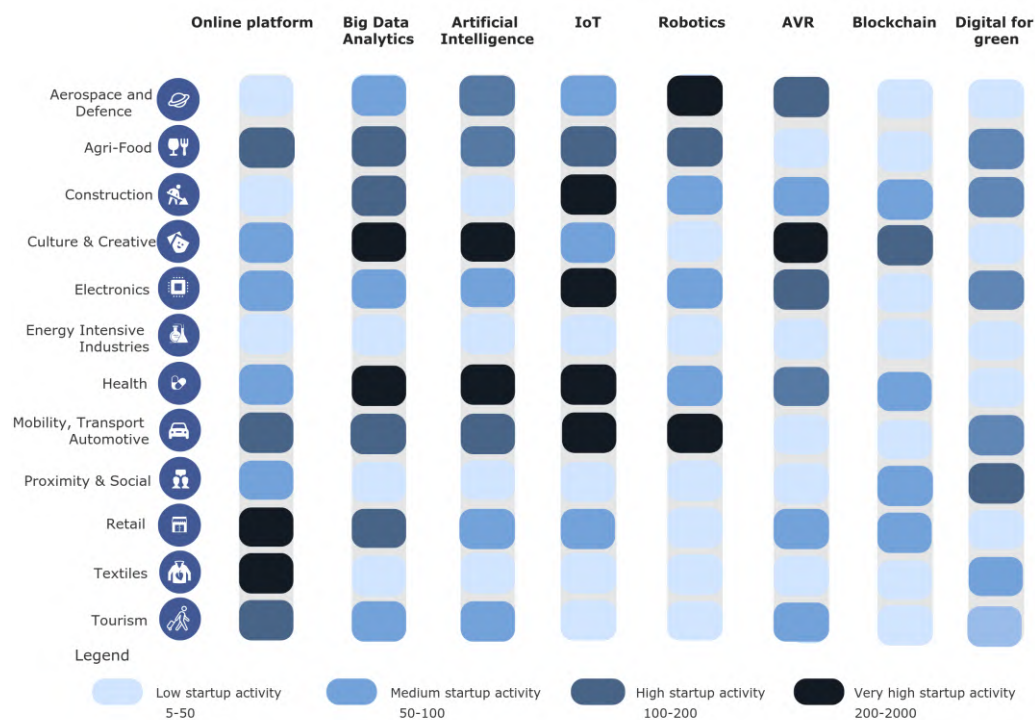 Online platform
Big Data
Analytics
Artificial
Intelligence
IoT
Robotics
AVR
Blockchain
Digital for
green
Aerospace and
Defence
Agri-Food
Construction
Culture & Creative
Electronics
Energy Intensive
Industries
Health
Mobility, Transport
Automotive
Proximity & Social
Retail
Textiles
Tourism
Legend
Low startup activity
5-50
Medium startup activity
50-100
High startup activity
100-200
Very high startup activity
200-2000